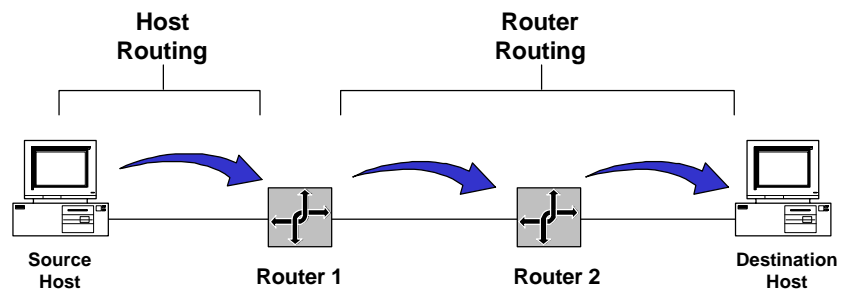 Host
Routing
Router
Routing
Source
Host
Router 1
Router 2
Destination
Host